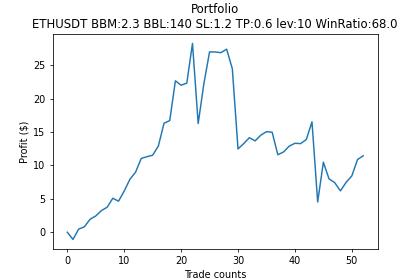 Portfolio
ETHUSDT BBM:2.3 BBL:140 SL:1.2 TP:0.6 lev:10 WinRatio:68.0
Profit ($)
25
20
15
10
5
0
0 10 20 30 40 50
Trade counts